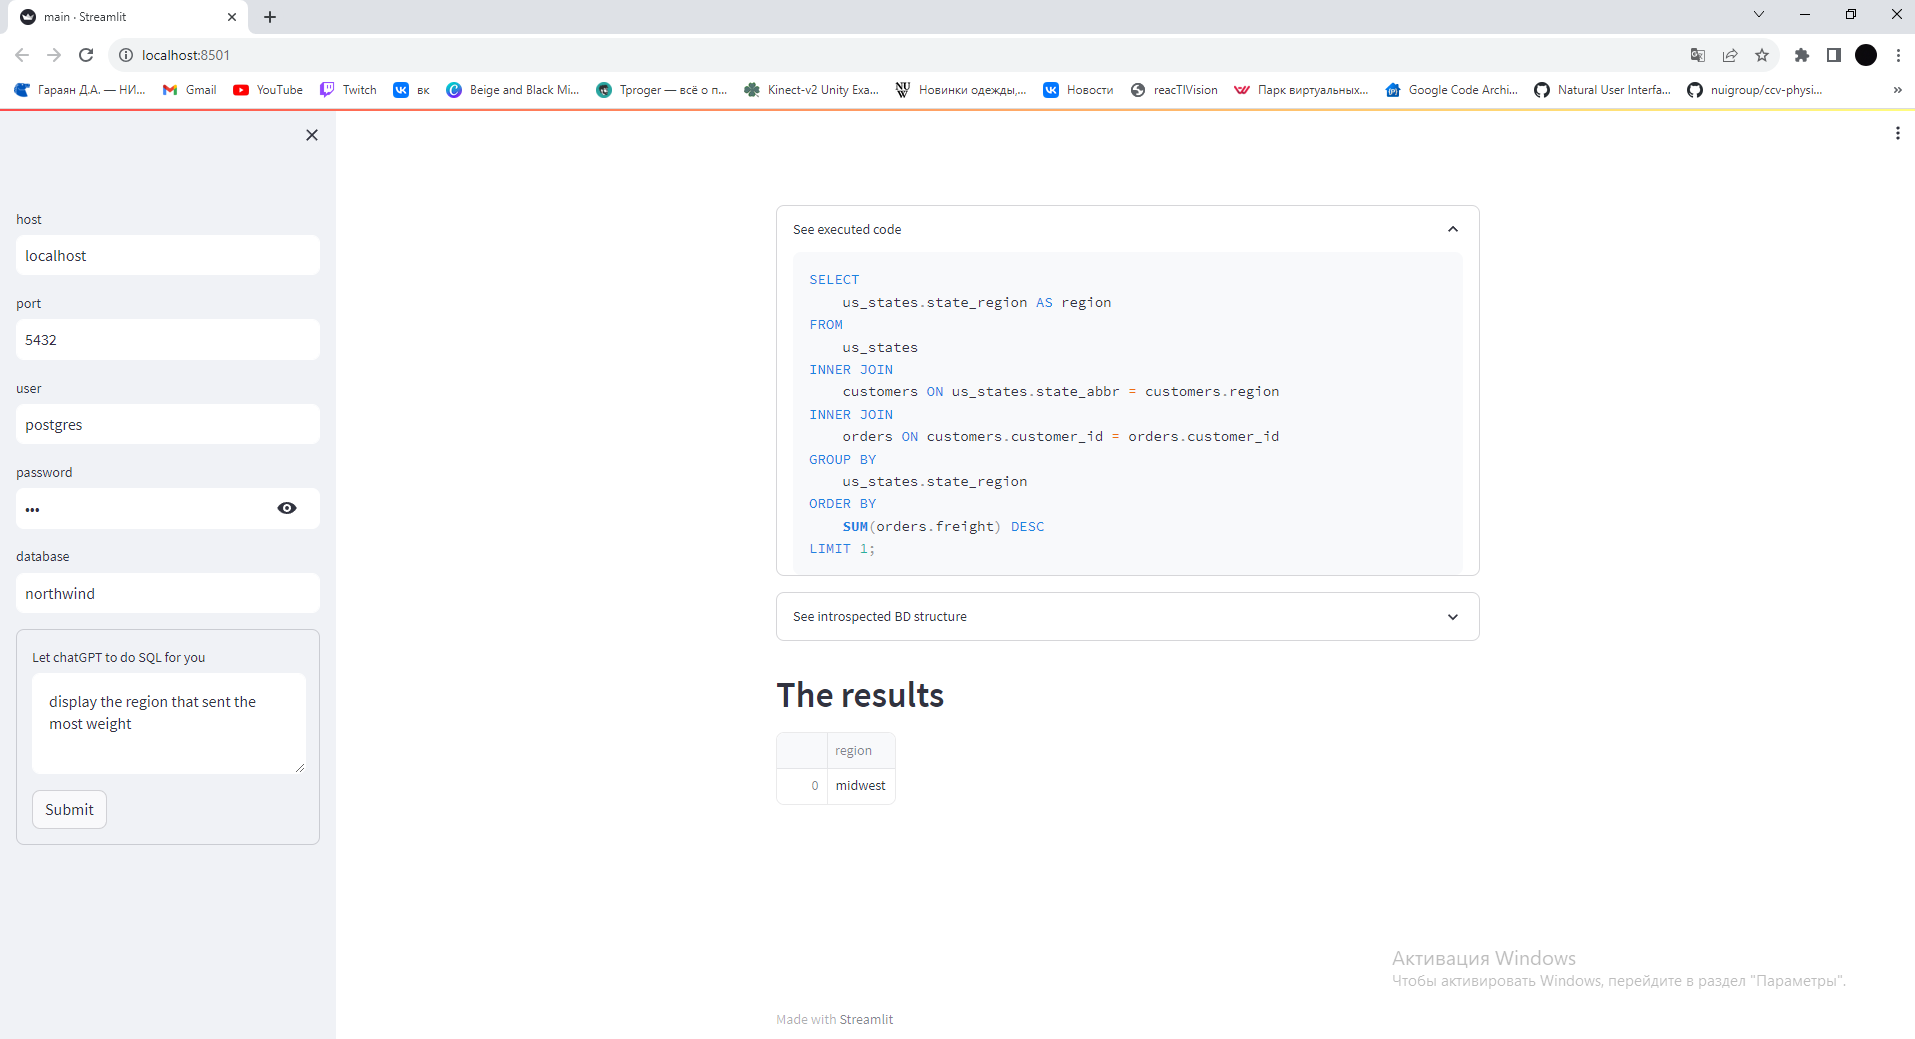 main · Streamlit
localhost:8501
Гараян Д.А. — НИ...
Gmail
YouTube
Twitch
вк
Beige and Black Mi...
Tproger — всё о п...
Kinect-v2 Unity Exa...
Новинки одежды,...
Новости
reacTIVision
Парк виртуальных...
Google Code Archi...
Natural User Interfa...
nuigroup/ccv-physi...
»
host
localhost
port
5432
user
postgres
password
•••
database
northwind
Let chatGPT to do SQL for you
display the region that sent the
most weight
Submit
See executed code
SELECT
us_states.state_region AS region
FROM
us_states
INNER JOIN
customers ON us_states.state_abbr = customers.region
INNER JOIN
orders ON customers.customer_id = orders.customer_id
GROUP BY
us_states.state_region
ORDER BY
SUM(orders.freight) DESC
LIMIT 1;
See introspected BD structure
The results
region
0 midwest
Активация Windows
Чтобы активировать Windows, перейдите в раздел "Параметры".
Made with Streamlit